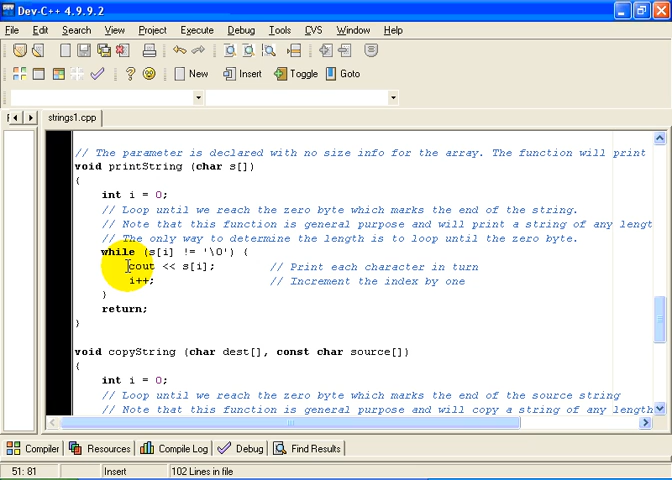 Dev-C++ 4.9.9.2
File Edit Search View Project Execute Debug Tools CVS Window Help
New Insert Toggle Goto
strings1.cpp
// The parameter is declared with no size info for the array. The function will print
void printString (char s[])
{
int i = 0;
// Loop until we reach the zero byte which marks the end of the string.
// Note that this function is general purpose and will print a string of any lengt
// The only way to determine the length is to loop until the zero byte.
while (s[i] != '\0') {
cout << s[i]; // Print each character in turn
i++; // Increment the index by one
}
return;
}
void copyString (char dest[], const char source[])
{
int i = 0;
// Loop until we reach the zero byte which marks the end of the source string
// Note that this function is general purpose and will copy a string of any length
Compiler Resources Compile Log Debug Find Results
51: 81 Insert 102 Lines in file